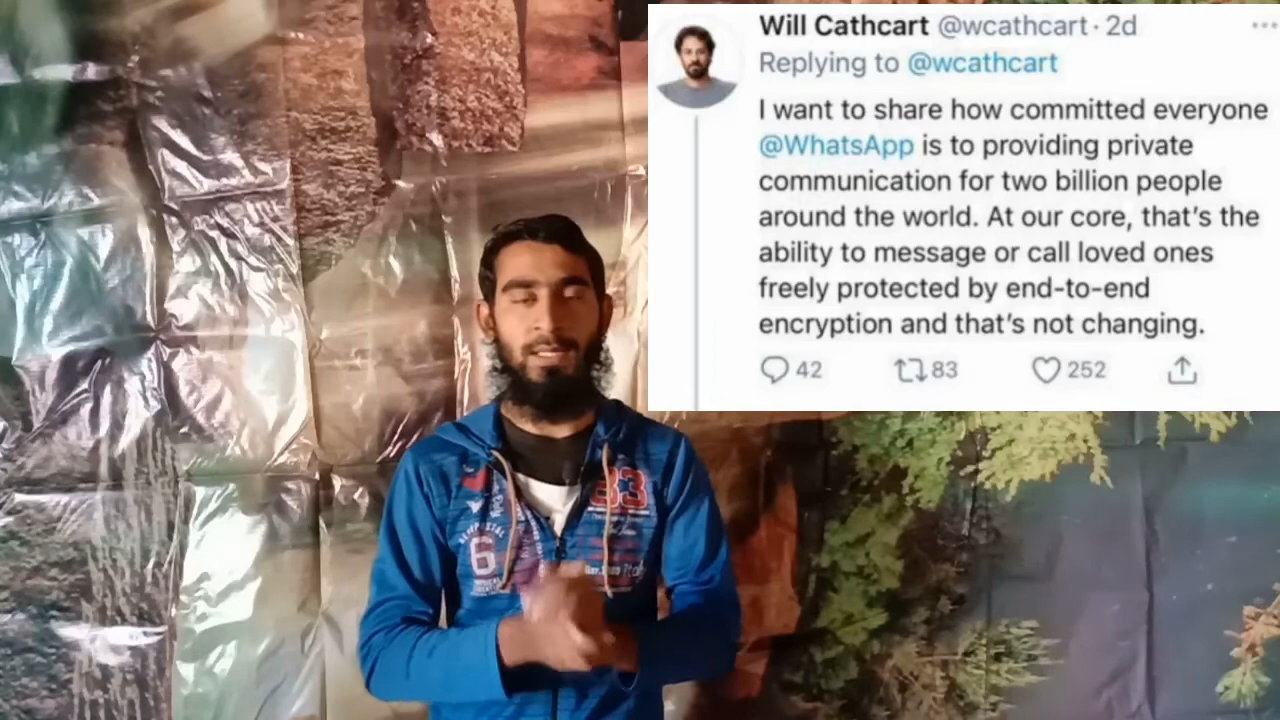 Will Cathcart @wcathcart · 2d
Replying to @wcathcart
I want to share how committed everyone
@WhatsApp is to providing private
communication for two billion people
around the world. At our core, that's the
ability to message or call loved ones
freely protected by end-to-end
encryption and that's not changing.
42 83 252
83
6